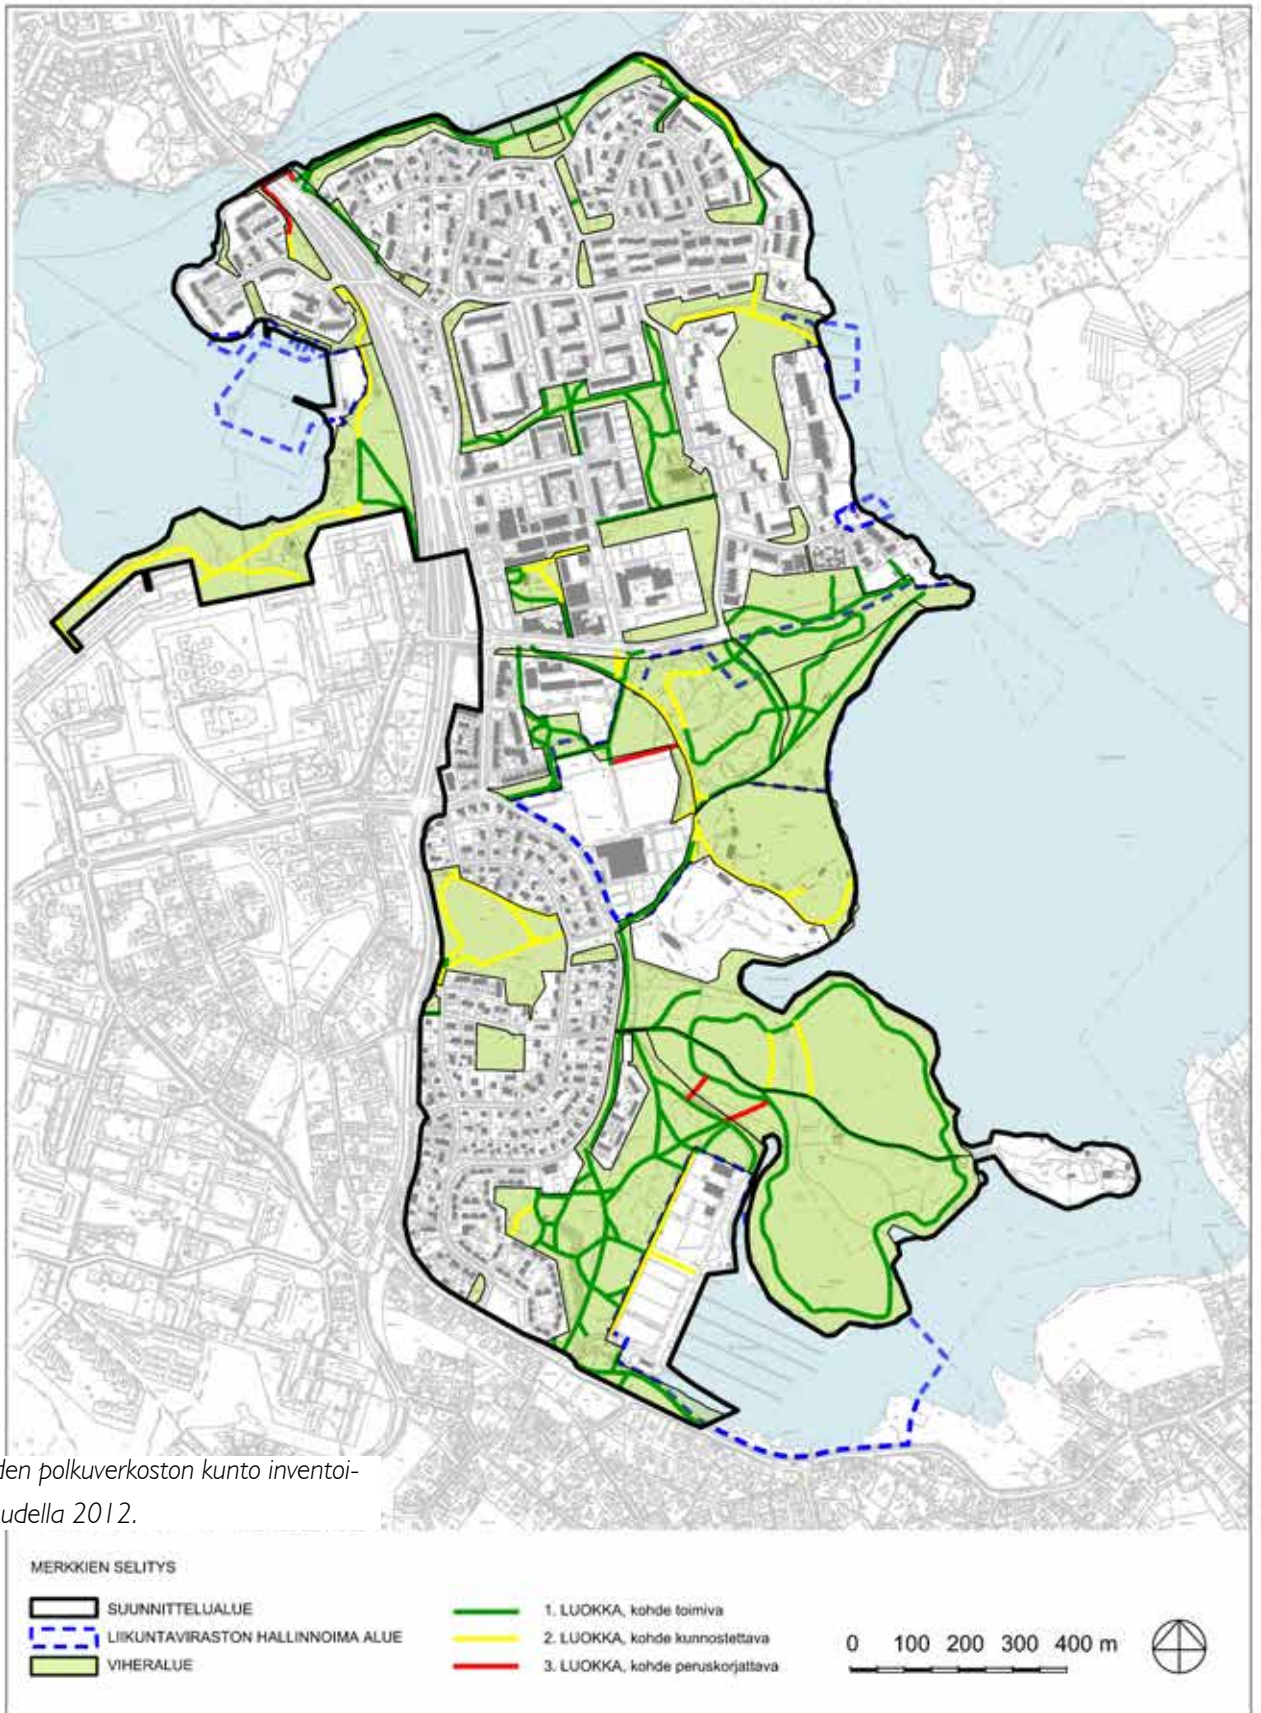 den polkuverkoston kunto inventoi-
udella 2012.
MERKKIEN SELITYS
SUUNNITTELUALUE
LIIKUNTAVIRASTON HALLINNOIMA ALUE
VIHERALUE
1. LUOKKA, kohde toimiva
2. LUOKKA, kohde kunnostettava
3. LUOKKA, kohde peruskorjattava
0 100 200 300 400 m